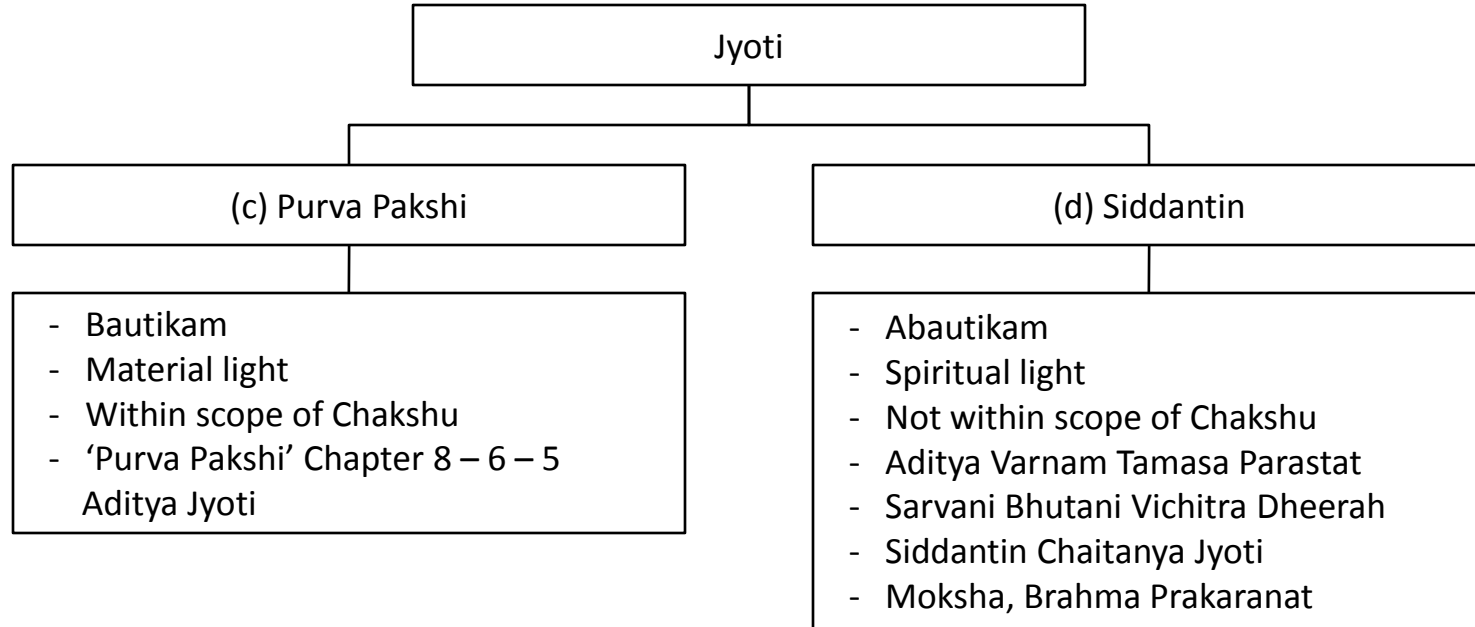 Jyoti
(c) Purva Pakshi
- Bautikam
- Material light
- Within scope of Chakshu
- ‘Purva Pakshi’ Chapter 8 – 6 – 5
Aditya Jyoti
(d) Siddantin
- Abautikam
- Spiritual light
- Not within scope of Chakshu
- Aditya Varnam Tamasa Parastat
- Sarvani Bhutani Vichitra Dheerah
- Siddantin Chaitanya Jyoti
- Moksha, Brahma Prakaranat